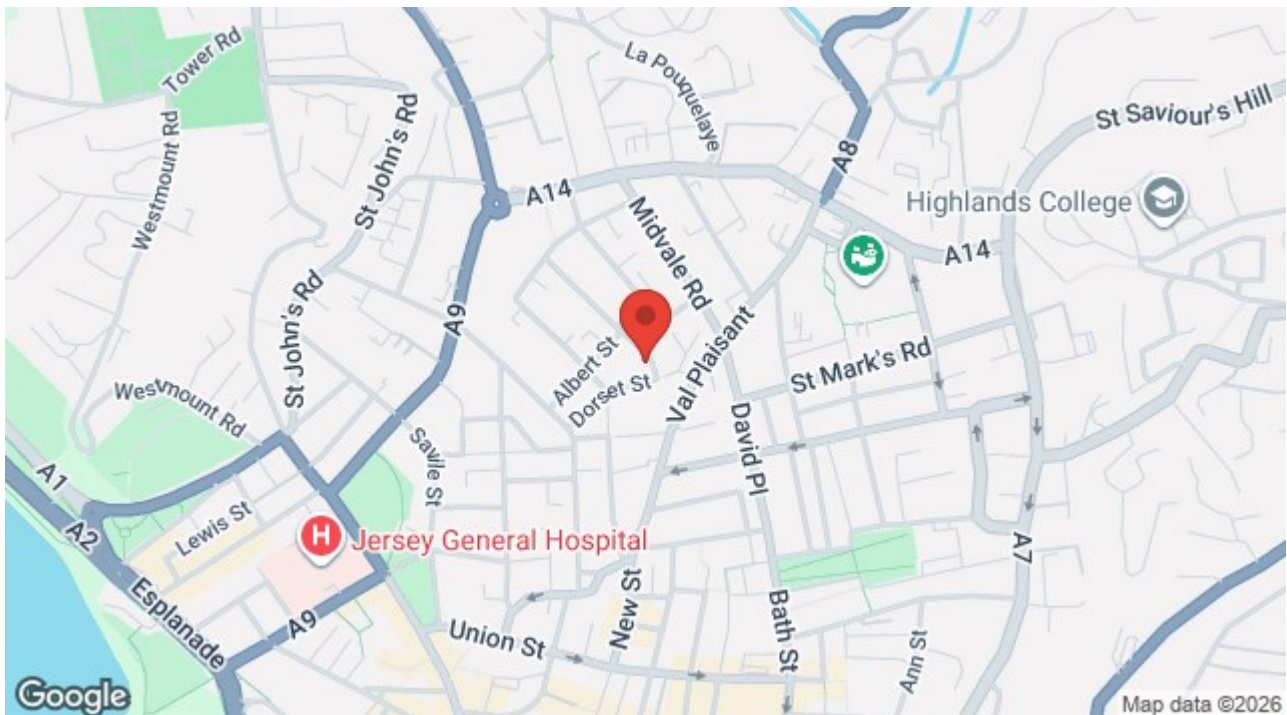 Tower Rd
La Pouquelaye
St Saviour's Hill
Westmount Rd
St John's Rd
A8
A14
Highlands College
Midvale Rd
A14
St John's Rd
A9
Albert St
Val Plaisant
St Mark's Rd
Dorset St
Westmount Rd
David Pl
Saville St
A1
A2
Lewis St
Jersey General Hospital
H
A7
Esplanade
A9
New St
Bath St
Union St
Ann St
Google
Map data ©2026